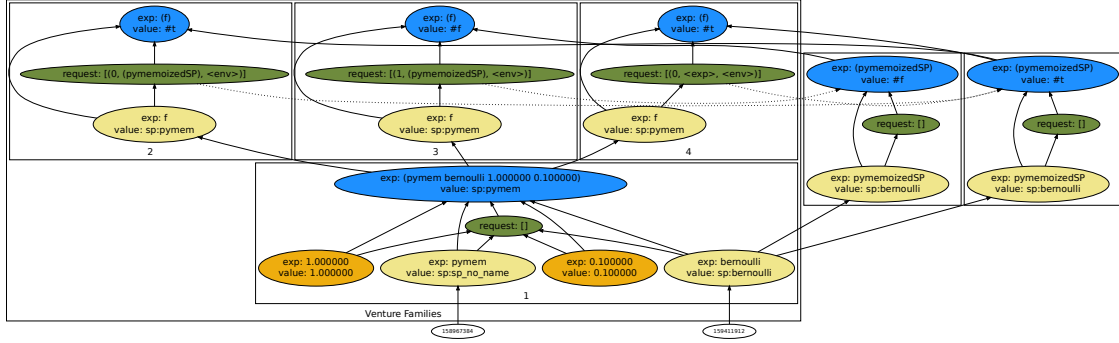 exp: (f)
value: #t
request: [(0, (pymemoizedSP), <env>)]
exp: f
value: sp:pymem
2
exp: (f)
value: #f
request: [(1, (pymemoizedSP), <env>)]
exp: f
value: sp:pymem
3
exp: (f)
value: #t
request: [(0, <exp>, <env>)]
exp: f
value: sp:pymem
4
exp: (pymemoizedSP)
value: #f
request: []
exp: pymemoizedSP
value: sp:bernoulli
exp: (pymemoizedSP)
value: #t
request: []
exp: pymemoizedSP
value: sp:bernoulli
exp: (pymem bernoulli 1.000000 0.100000)
value: sp:pymem
request: []
exp: 1.000000
value: 1.000000
exp: pymem
value: sp:sp_no_name
exp: 0.100000
value: 0.100000
exp: bernoulli
value: sp:bernoulli
1
Venture Families
158967384
159411912